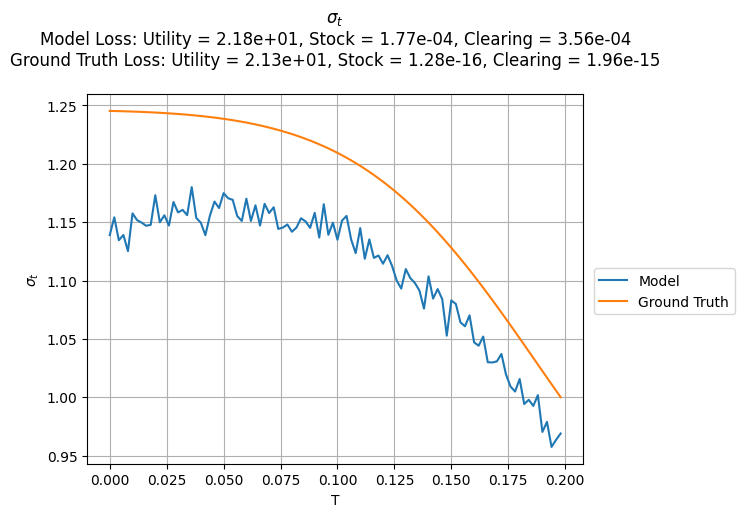 σt
Model Loss: Utility = 2.18e+01, Stock = 1.77e-04, Clearing = 3.56e-04
Ground Truth Loss: Utility = 2.13e+01, Stock = 1.28e-16, Clearing = 1.96e-15
1.25
1.20
1.15
1.10
1.05
1.00
0.95
σt
0.000 0.025 0.050 0.075 0.100 0.125 0.150 0.175 0.200
T
Model
Ground Truth